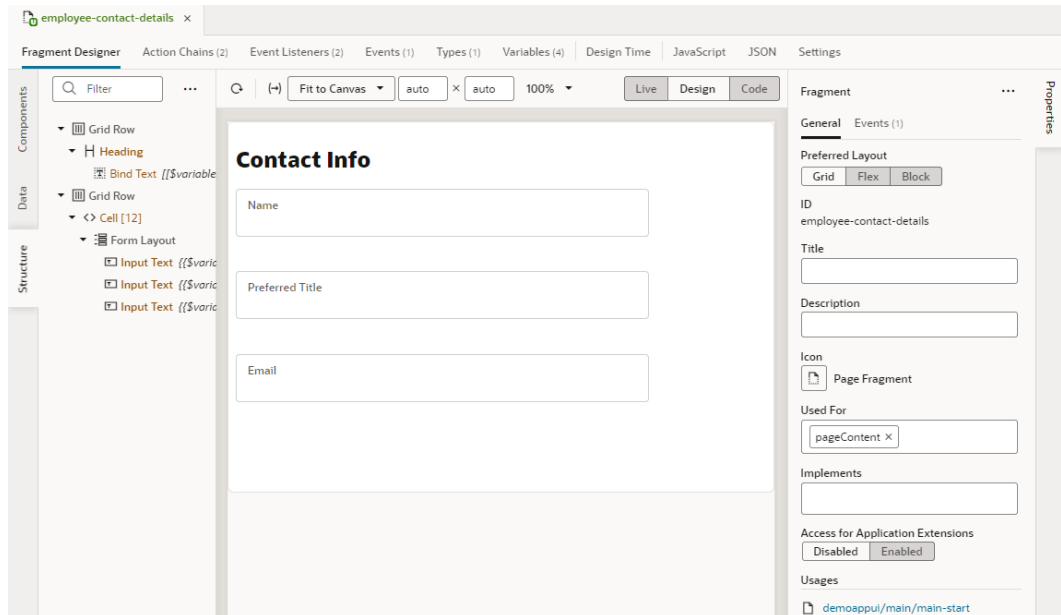 employee-contact-details ×
Fragment Designer Action Chains (2) Event Listeners (2) Events (1) Types (1) Variables (4) Design Time JavaScript JSON Settings
Components
Data
Structure
Filter ...
Grid Row
Heading
Bind Text [[$variable
Grid Row
Cell [12]
Form Layout
Input Text {{$varic
Input Text {{$varic
Input Text {{$varic
Fit to Canvas auto × auto 100% Live Design Code
Contact Info
Name
Preferred Title
Email
Fragment ...
General Events (1)
Preferred Layout
Grid Flex Block
ID
employee-contact-details
Title
Description
Icon
Page Fragment
Used For
pageContent ×
Implements
Access for Application Extensions
Disabled Enabled
Usages
demoappui/main/main-start
Properties